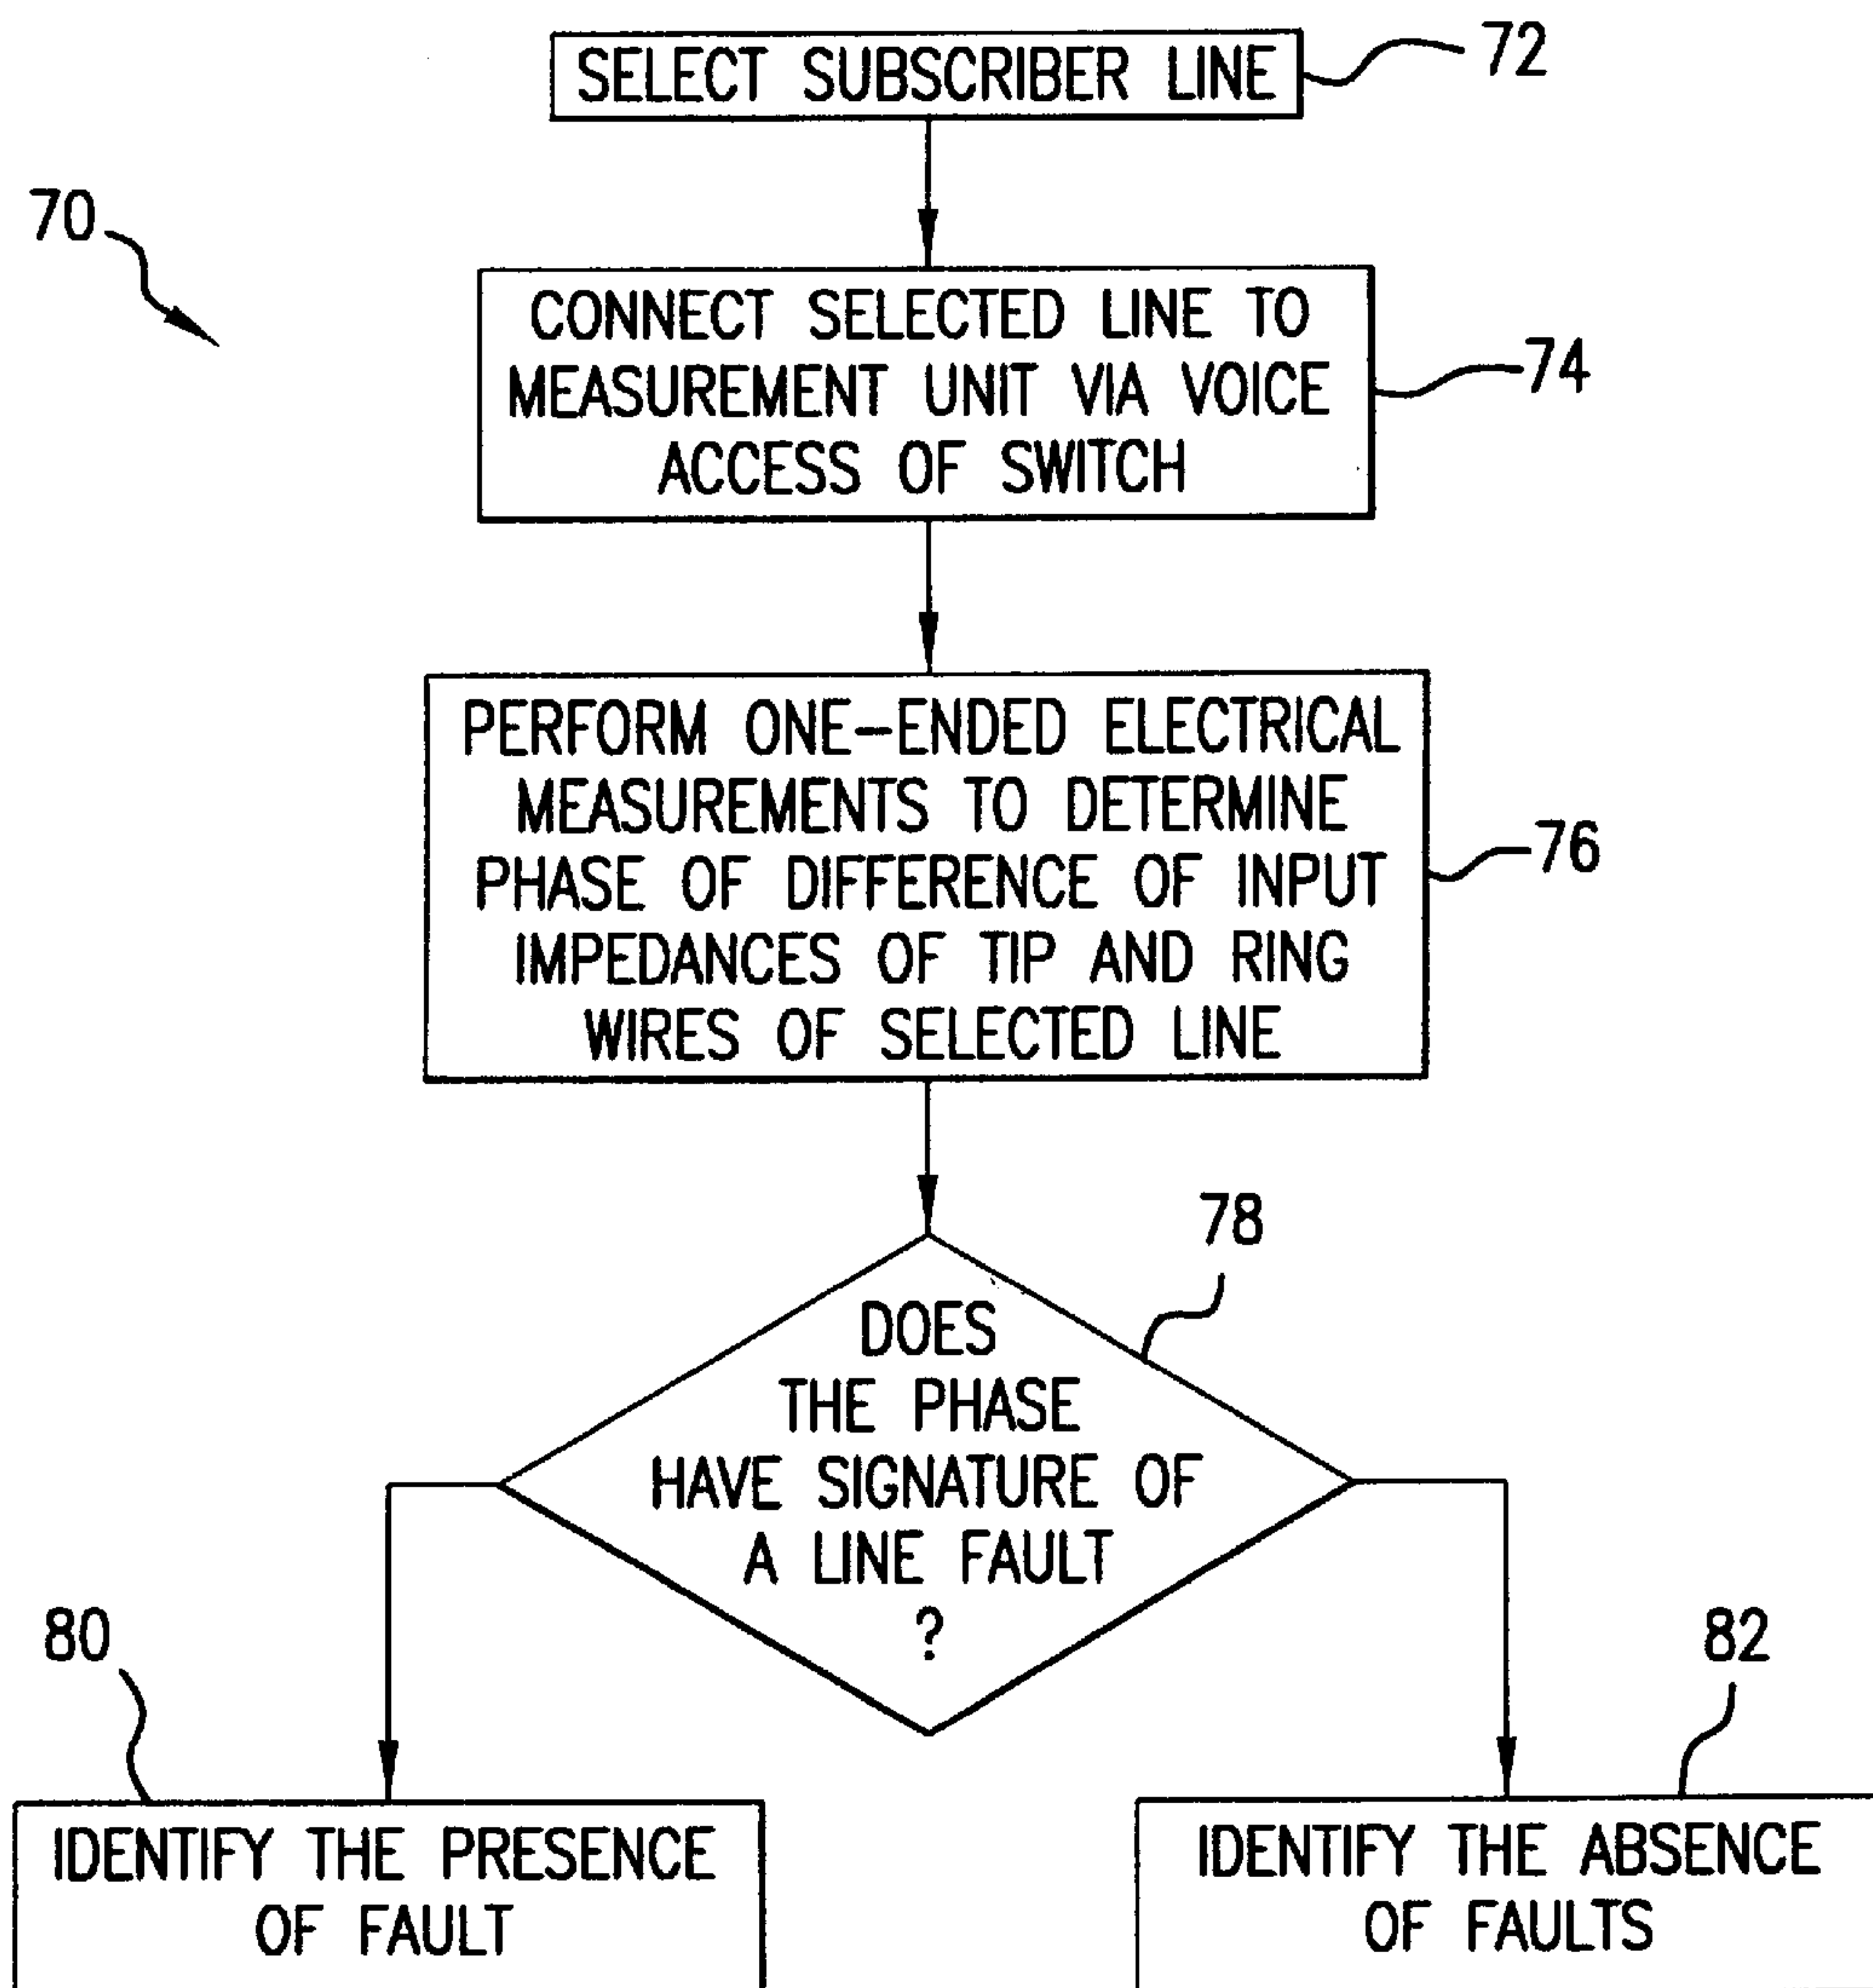 SELECT SUBSCRIBER LINE
72
70
CONNECT SELECTED LINE TO
MEASUREMENT UNIT VIA VOICE
ACCESS OF SWITCH
74
PERFORM ONE-ENDED ELECTRICAL
MEASUREMENTS TO DETERMINE
PHASE OF DIFFERENCE OF INPUT
IMPEDANCES OF TIP AND RING
WIRES OF SELECTED LINE
76
78
DOES
THE PHASE
HAVE SIGNATURE OF
A LINE FAULT
?
80
82
IDENTIFY THE PRESENCE
OF FAULT
IDENTIFY THE ABSENCE
OF FAULTS